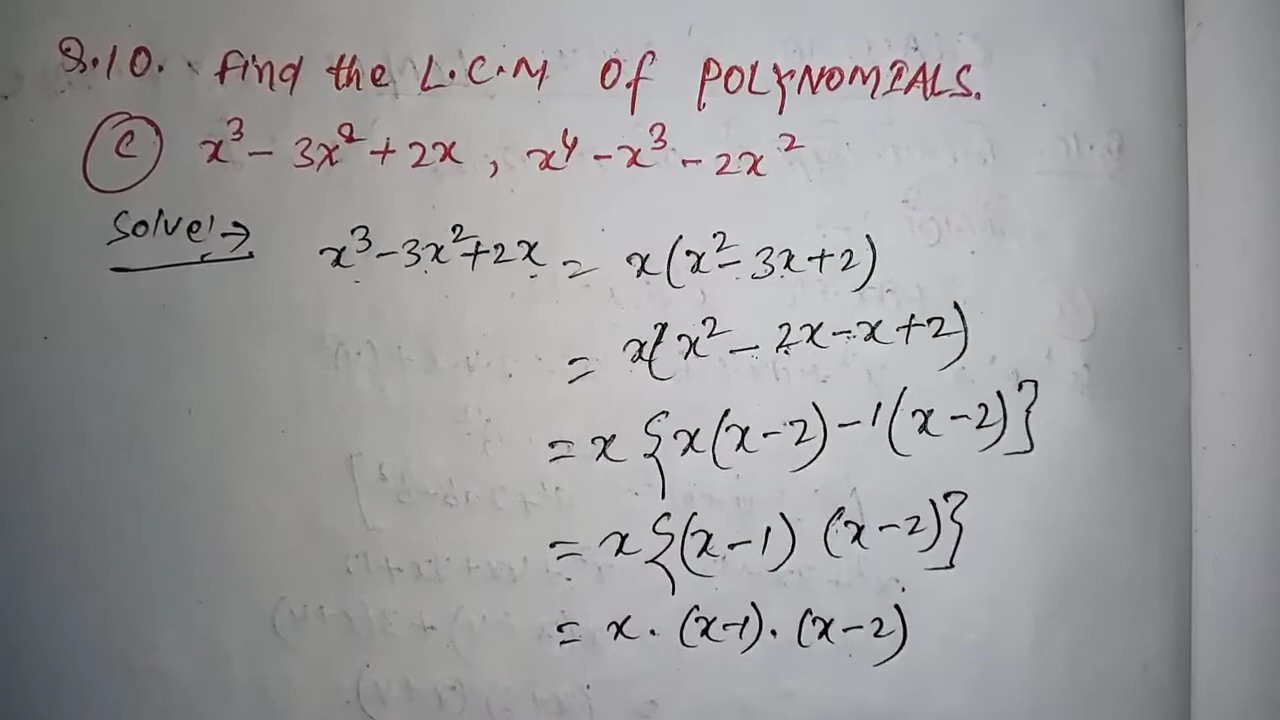 Q.10. find the L.C.M Of POLYNOMIALS.
(c) x³ - 3x² + 2x , x⁴ - x³ - 2x²
Solve:→ x³-3x²+2x = x(x²-3x+2)
= x(x² - 2x - x + 2)
= x {x(x-2) -1(x-2)}
= x {(x-1) (x-2)}
= x . (x-1) . (x-2)